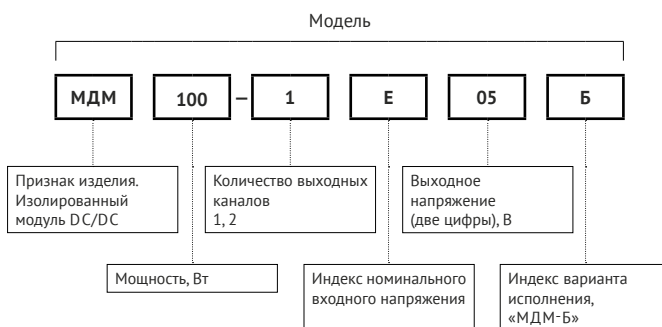 Модель
МДМ 100 – 1 Е 05 Б
Признак изделия.
Изолированный
модуль DC/DC
Количество выходных
каналов
1, 2
Выходное
напряжение
(две цифры), В
Мощность, Вт
Индекс номинального
входного напряжения
Индекс варианта
исполнения,
«МДМ-Б»